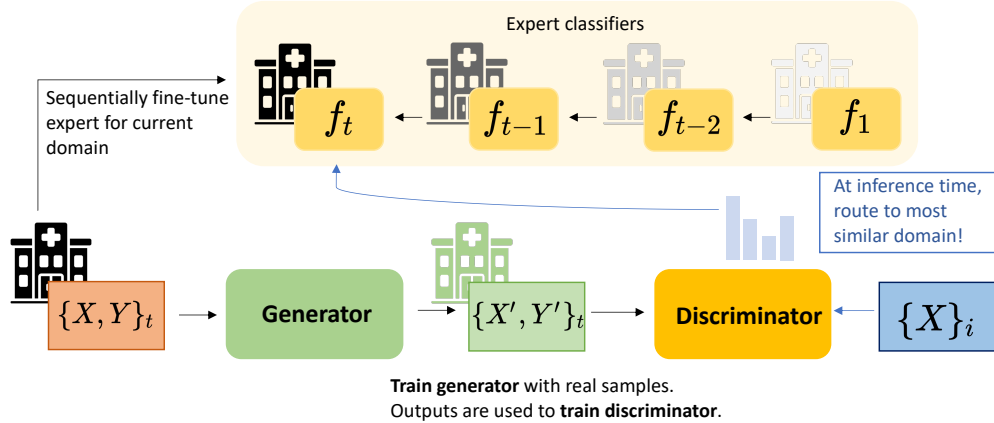 Expert classifiers
Sequentially fine-tune
expert for current
domain
f_t
f_{t-1}
f_{t-2}
f_1
At inference time,
route to most
similar domain!
{X, Y}_t
Generator
{X′, Y′}_t
Discriminator
{X}_i
Train generator with real samples.
Outputs are used to train discriminator.